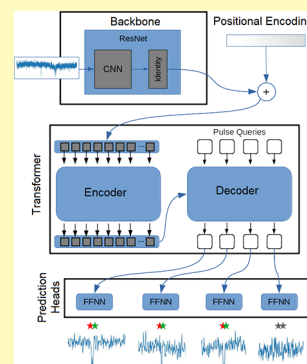 Backbone
Positional Encodin
ResNet
CNN
Identity
+
Pulse Queries
Transformer
Encoder
Decoder
Prediction
Heads
FFNN
FFNN
FFNN
FFNN